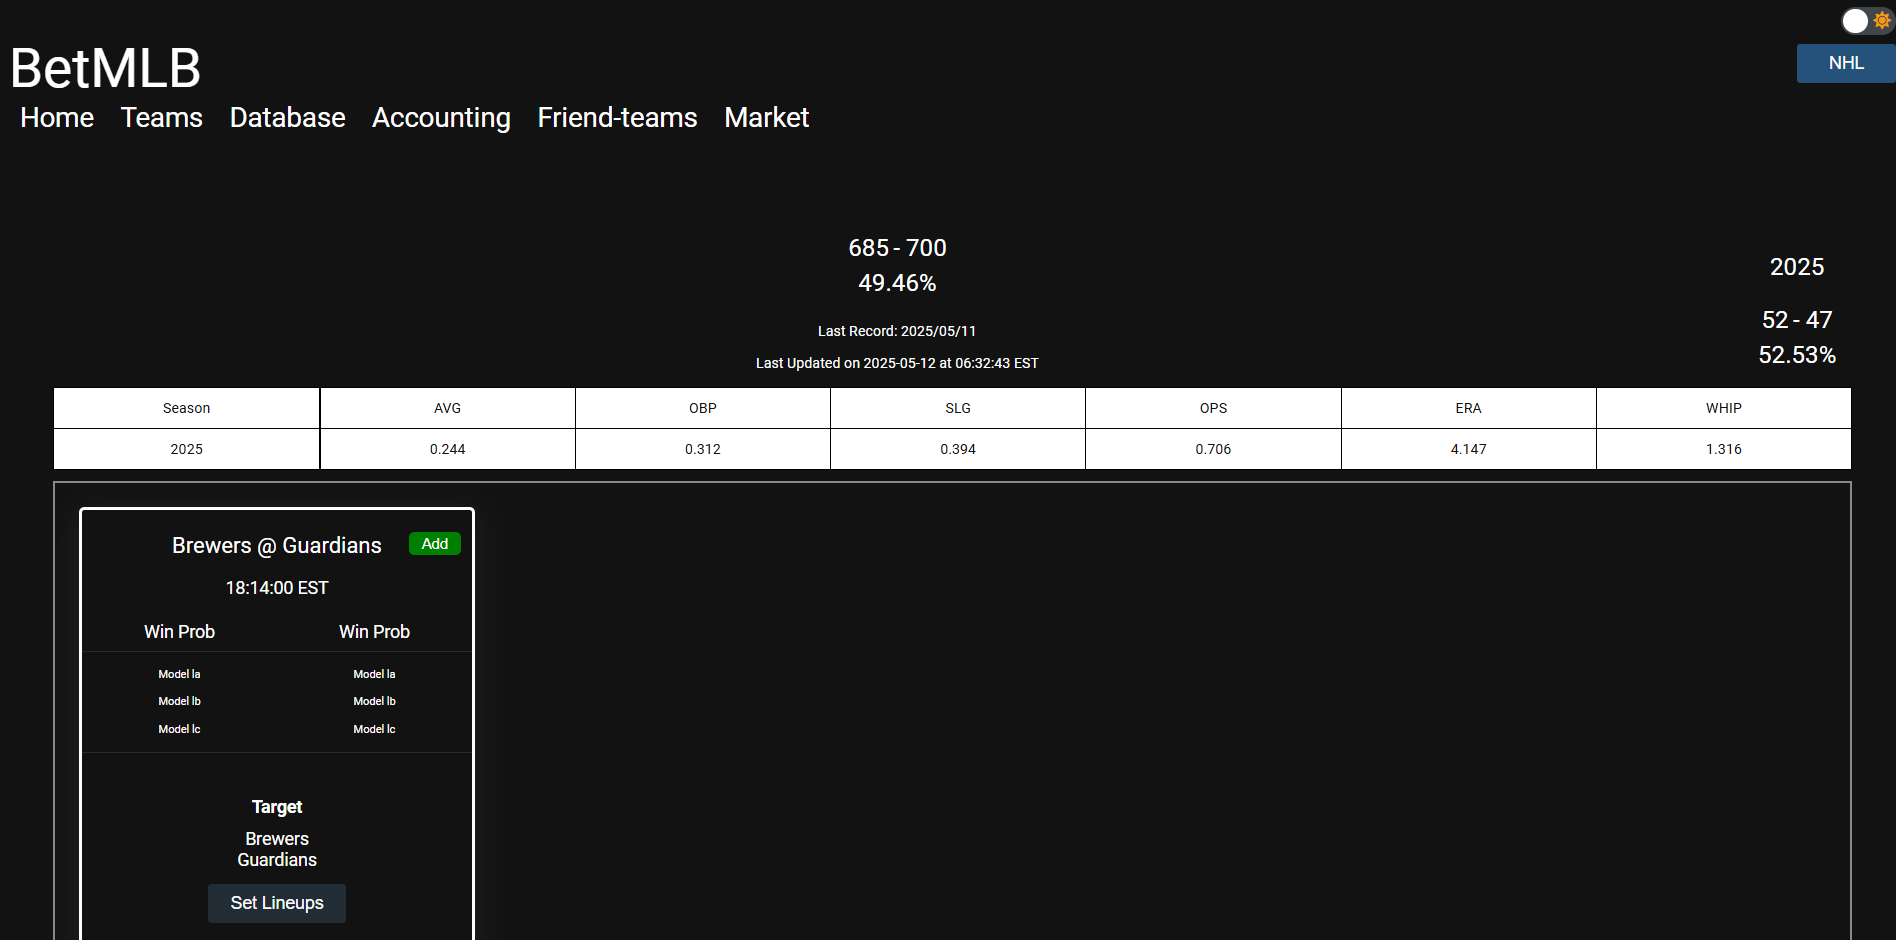 BetMLB
NHL
Home Teams Database Accounting Friend-teams Market
685 - 700
49.46%
Last Record: 2025/05/11
Last Updated on 2025-05-12 at 06:32:43 EST
2025
52 - 47
52.53%
Season AVG OBP SLG OPS ERA WHIP
2025 0.244 0.312 0.394 0.706 4.147 1.316
Brewers @ Guardians Add
18:14:00 EST
Win Prob Win Prob
Model Ia Model Ia
Model Ib Model Ib
Model Ic Model Ic
Target
Brewers
Guardians
Set Lineups